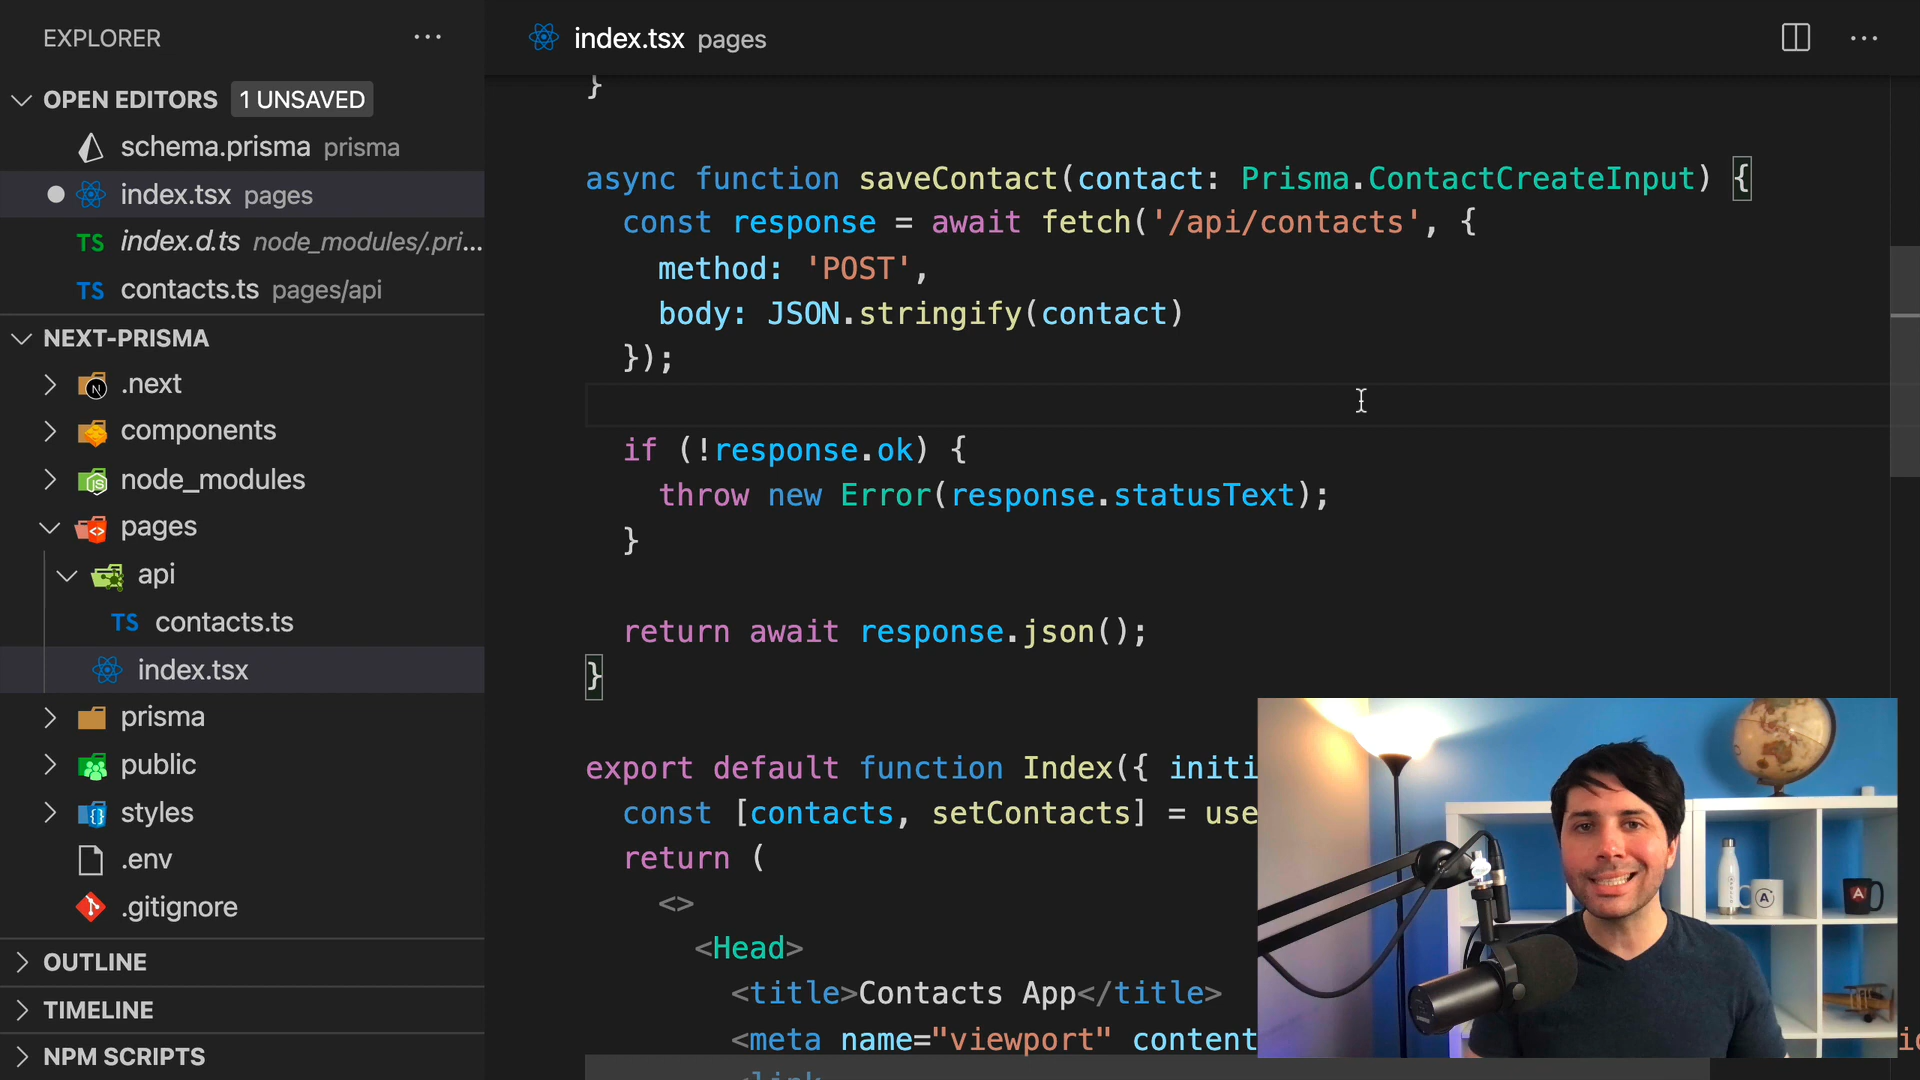 EXPLORER
OPEN EDITORS 1 UNSAVED
schema.prisma prisma
index.tsx pages
TS index.d.ts node_modules/.pri...
TS contacts.ts pages/api
NEXT-PRISMA
.next
components
node_modules
pages
api
TS contacts.ts
index.tsx
prisma
public
styles
.env
.gitignore
OUTLINE
TIMELINE
NPM SCRIPTS
index.tsx pages
}
async function saveContact(contact: Prisma.ContactCreateInput) {
const response = await fetch('/api/contacts', {
method: 'POST',
body: JSON.stringify(contact)
});
if (!response.ok) {
throw new Error(response.statusText);
}
return await response.json();
}
export default function Index({ initi
const [contacts, setContacts] = use
return (
<>
<Head>
<title>Contacts App</title>
<meta name="viewport" content
<link